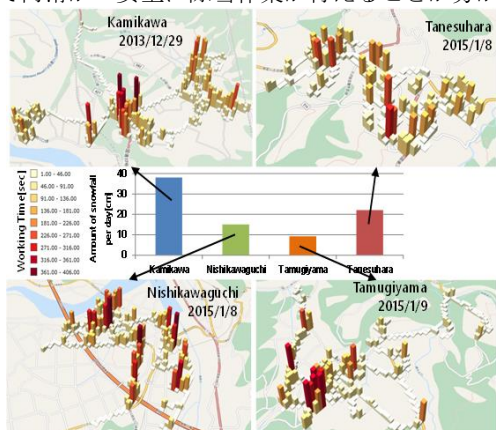 Kamikawa
2013/12/29
Tanesuhara
2015/1/8
Working Time[sec]
1.00 - 46.00
46.00 - 91.00
91.00 - 136.00
136.00 - 181.00
181.00 - 226.00
226.00 - 271.00
271.00 - 316.00
316.00 - 361.00
361.00 - 406.00
Amount of snowfall
per day[cm]
40
30
20
10
0
Kamikawa
Nishikawaguchi
Tamugiyama
Tanesuhara
Nishikawaguchi
2015/1/8
Tamugiyama
2015/1/9